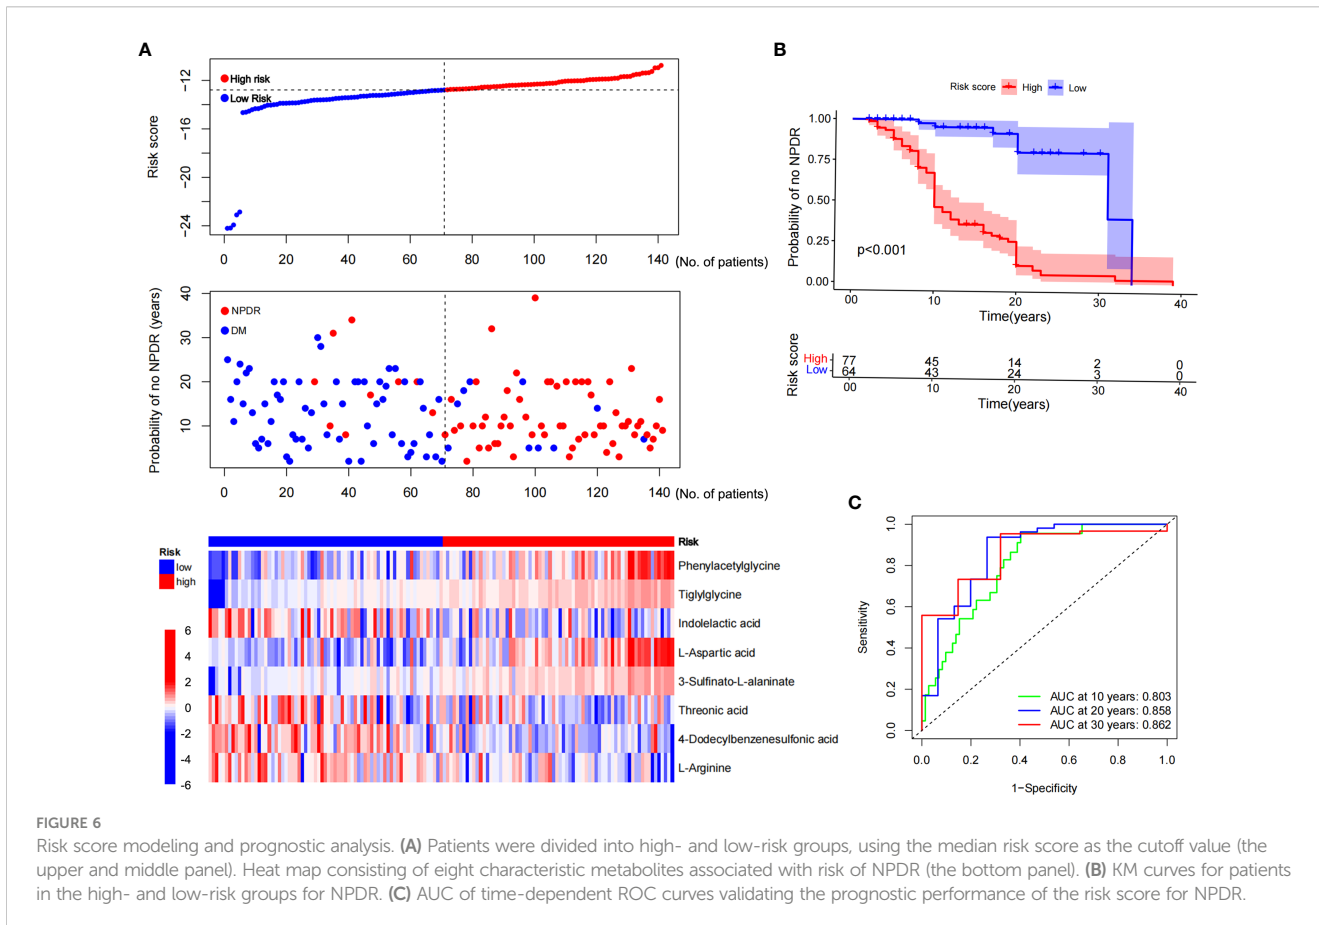 A
High risk
Low Risk
Risk score
-12
-16
-24
0 20 40 60 80 100 120 140 (No. of patients)
NPDR
DM
Probability of no NPDR (years)
40
30
20
10
0 20 40 60 80 100 120 140 (No. of patients)
Risk
low
high
6
4
2
0
-2
-4
-6
Risk
Phenylacetylglycine
Tiglylglycine
Indolelactic acid
L-Aspartic acid
3-Sulfinato-L-alaninate
Threonic acid
4-Dodecylbenzenesulfonic acid
L-Arginine
B
Risk score High Low
Probability of no NPDR
1.00
0.75
0.50
0.25
0.00
p<0.001
00 10 20 30 40
Time(years)
Risk score
High 77 45 14 2 0
Low 64 43 24 3 0
00 10 20 30 40
Time(years)
C
Sensitivity
1.0
0.8
0.6
0.4
0.2
0.0
AUC at 10 years: 0.803
AUC at 20 years: 0.858
AUC at 30 years: 0.862
0.0 0.2 0.4 0.6 0.8 1.0
1−Specificity
FIGURE 6
Risk score modeling and prognostic analysis. (A) Patients were divided into high- and low-risk groups, using the median risk score as the cutoff value (the
upper and middle panel). Heat map consisting of eight characteristic metabolites associated with risk of NPDR (the bottom panel). (B) KM curves for patients
in the high- and low-risk groups for NPDR. (C) AUC of time-dependent ROC curves validating the prognostic performance of the risk score for NPDR.